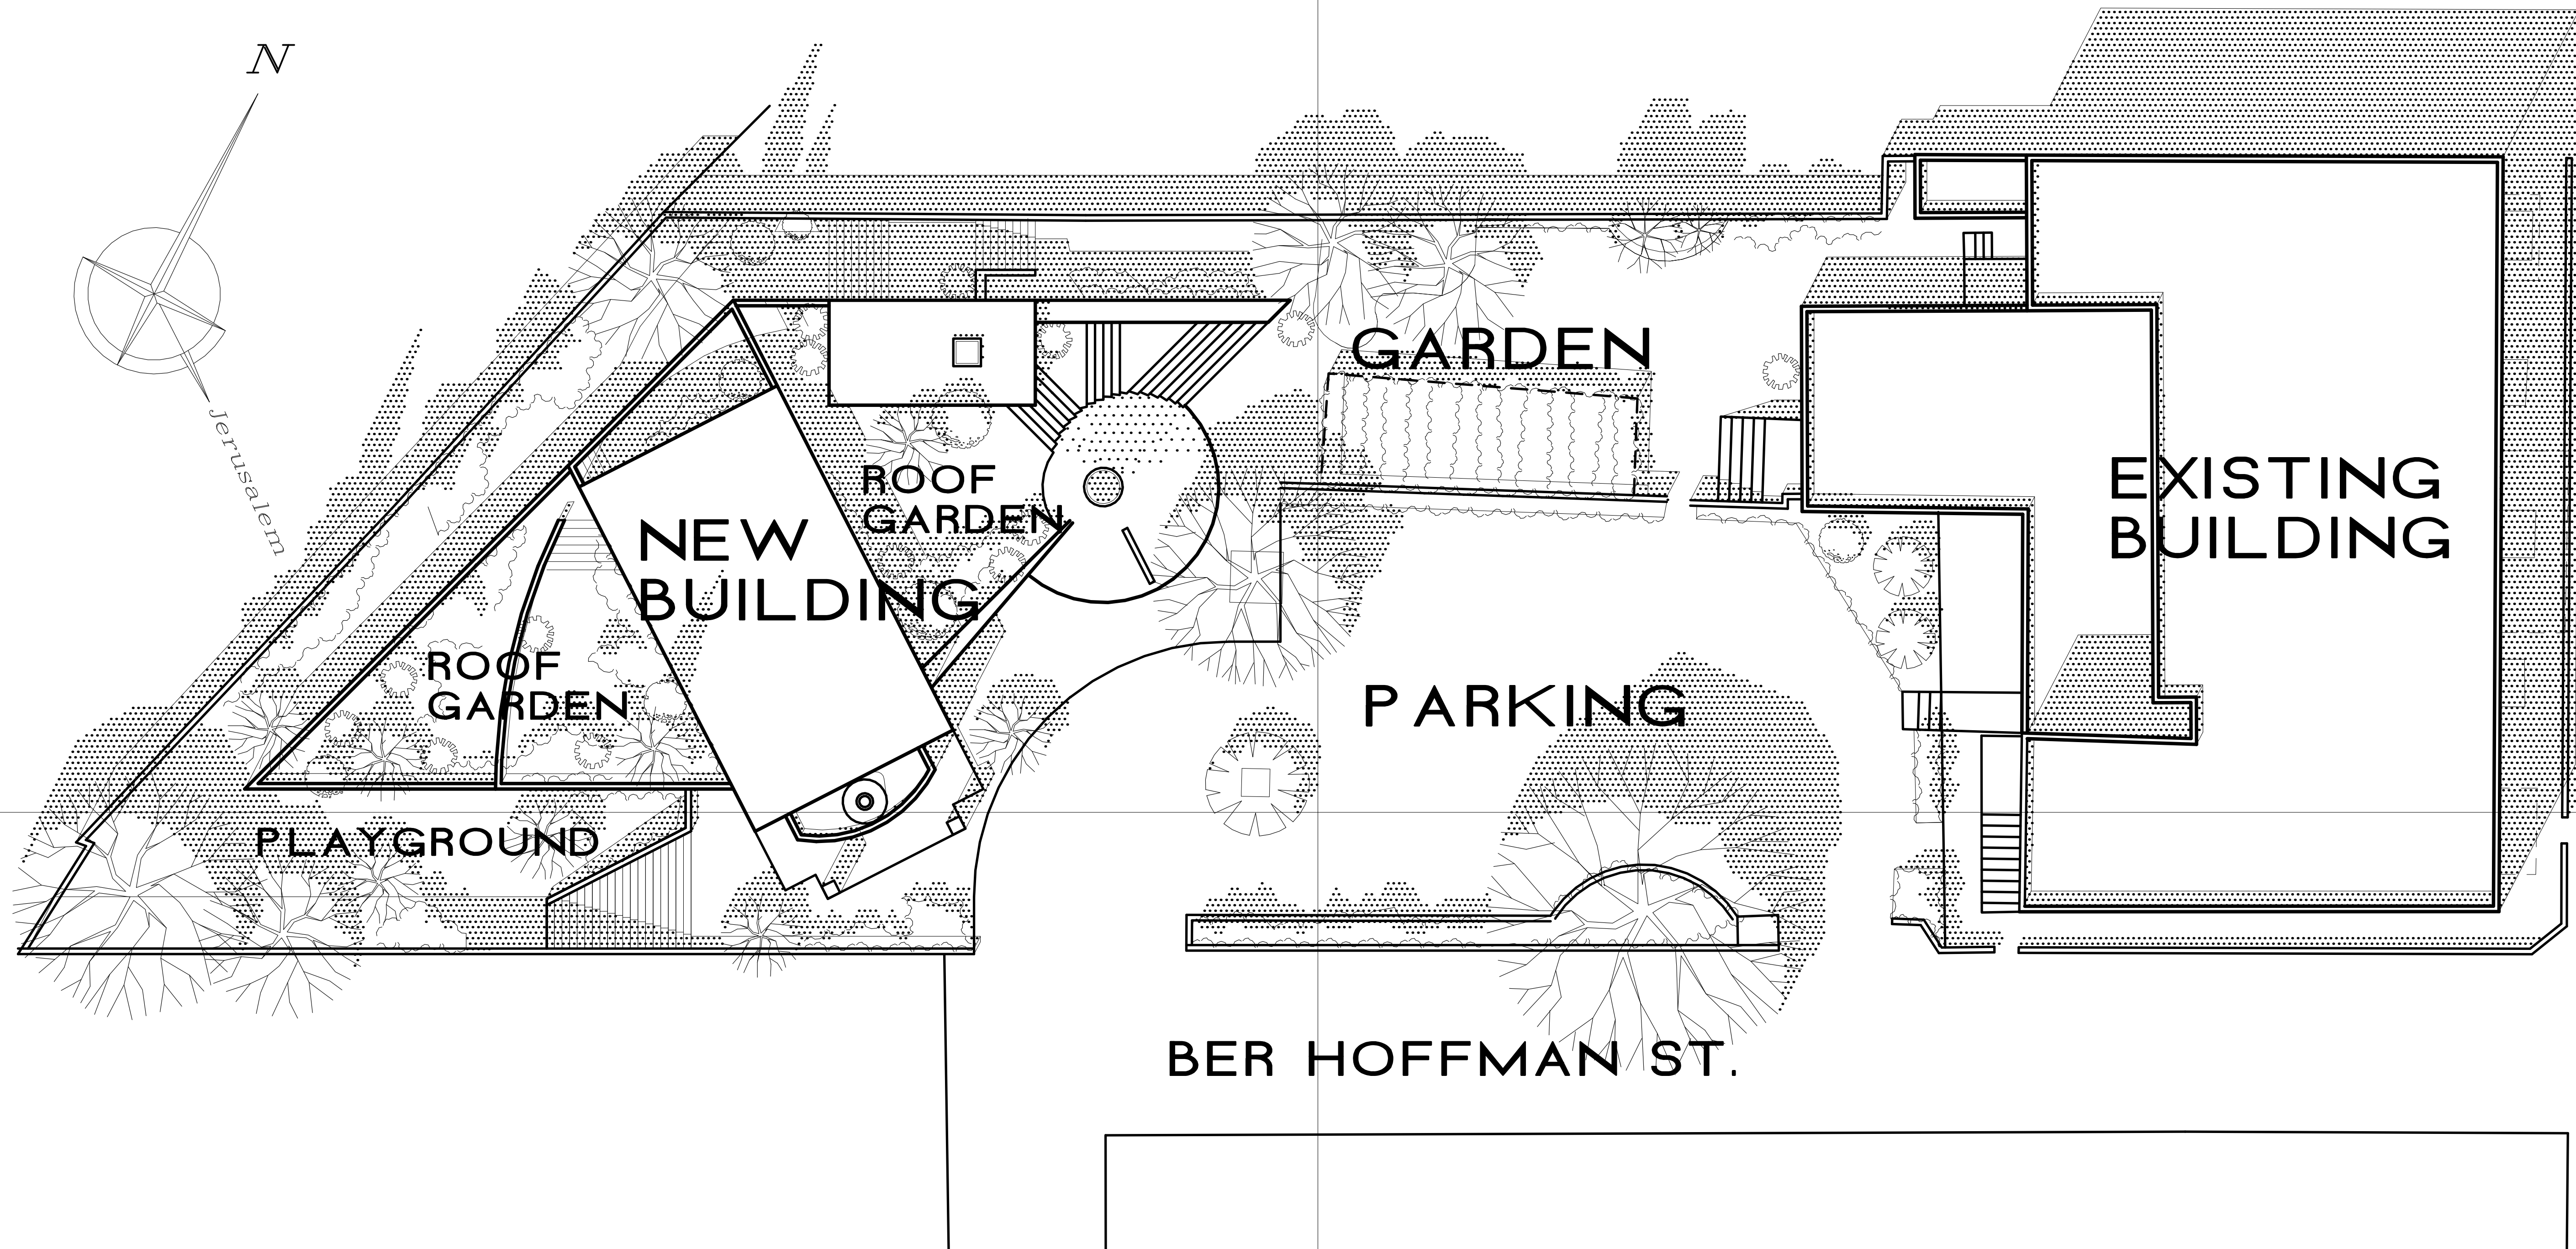 N
Jerusalem
GARDEN
ROOF
GARDEN
EXISTING
BUILDING
NEW
BUILDING
ROOF
GARDEN
PARKING
PLAYGROUND
BER HOFFMAN ST.